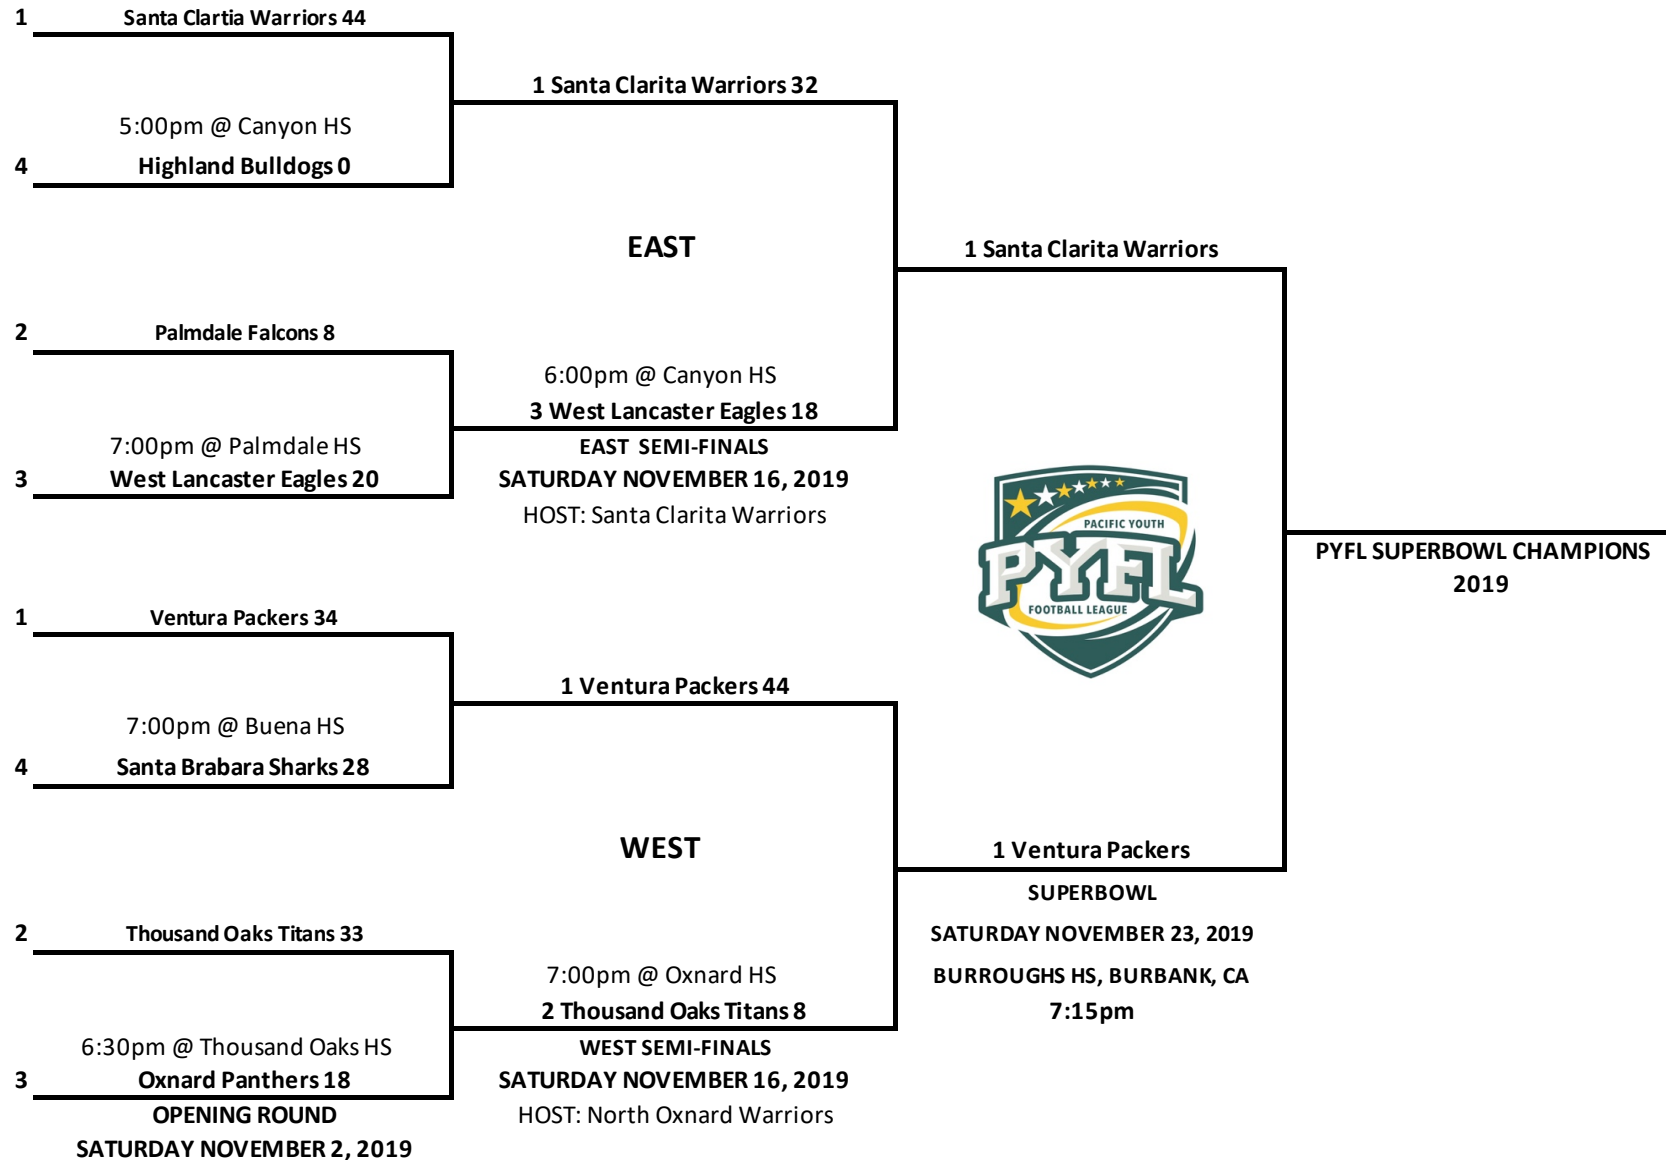 1 Santa Clartia Warriors 44
5:00pm @ Canyon HS
4 Highland Bulldogs 0
1 Santa Clarita Warriors 32
EAST
2 Palmdale Falcons 8
7:00pm @ Palmdale HS
3 West Lancaster Eagles 20
6:00pm @ Canyon HS
3 West Lancaster Eagles 18
EAST SEMI-FINALS
SATURDAY NOVEMBER 16, 2019
HOST: Santa Clarita Warriors
1 Santa Clarita Warriors
PACIFIC YOUTH
PYFL
FOOTBALL LEAGUE
PYFL SUPERBOWL CHAMPIONS
2019
1 Ventura Packers 34
7:00pm @ Buena HS
4 Santa Brabara Sharks 28
1 Ventura Packers 44
WEST
2 Thousand Oaks Titans 33
6:30pm @ Thousand Oaks HS
3 Oxnard Panthers 18
OPENING ROUND
SATURDAY NOVEMBER 2, 2019
7:00pm @ Oxnard HS
2 Thousand Oaks Titans 8
WEST SEMI-FINALS
SATURDAY NOVEMBER 16, 2019
HOST: North Oxnard Warriors
1 Ventura Packers
SUPERBOWL
SATURDAY NOVEMBER 23, 2019
BURROUGHS HS, BURBANK, CA
7:15pm